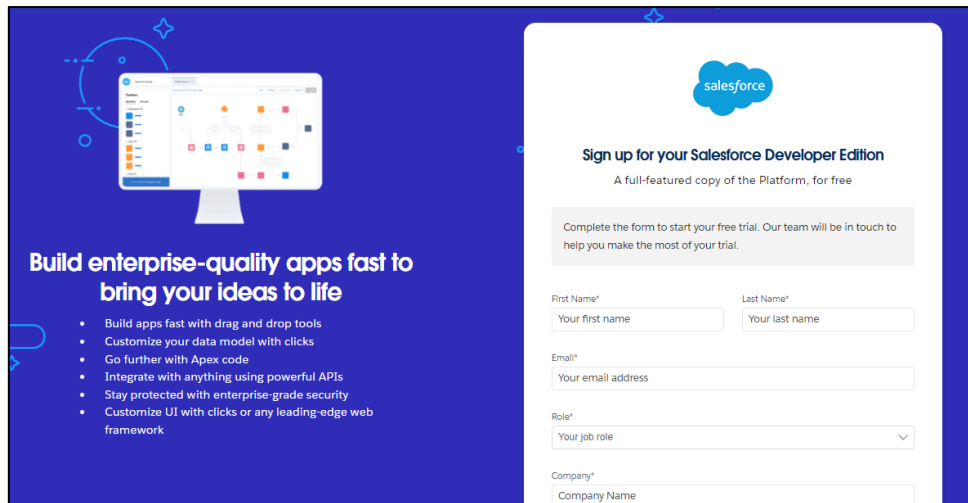 salesforce
Sign up for your Salesforce Developer Edition
A full-featured copy of the Platform, for free
Complete the form to start your free trial. Our team will be in touch to
help you make the most of your trial.
First Name*
Last Name*
Your first name
Your last name
Email*
Your email address
Role*
Your job role
Company*
Company Name
Build enterprise-quality apps fast to
bring your ideas to life
• Build apps fast with drag and drop tools
• Customize your data model with clicks
• Go further with Apex code
• Integrate with anything using powerful APIs
• Stay protected with enterprise-grade security
• Customize UI with clicks or any leading-edge web
framework